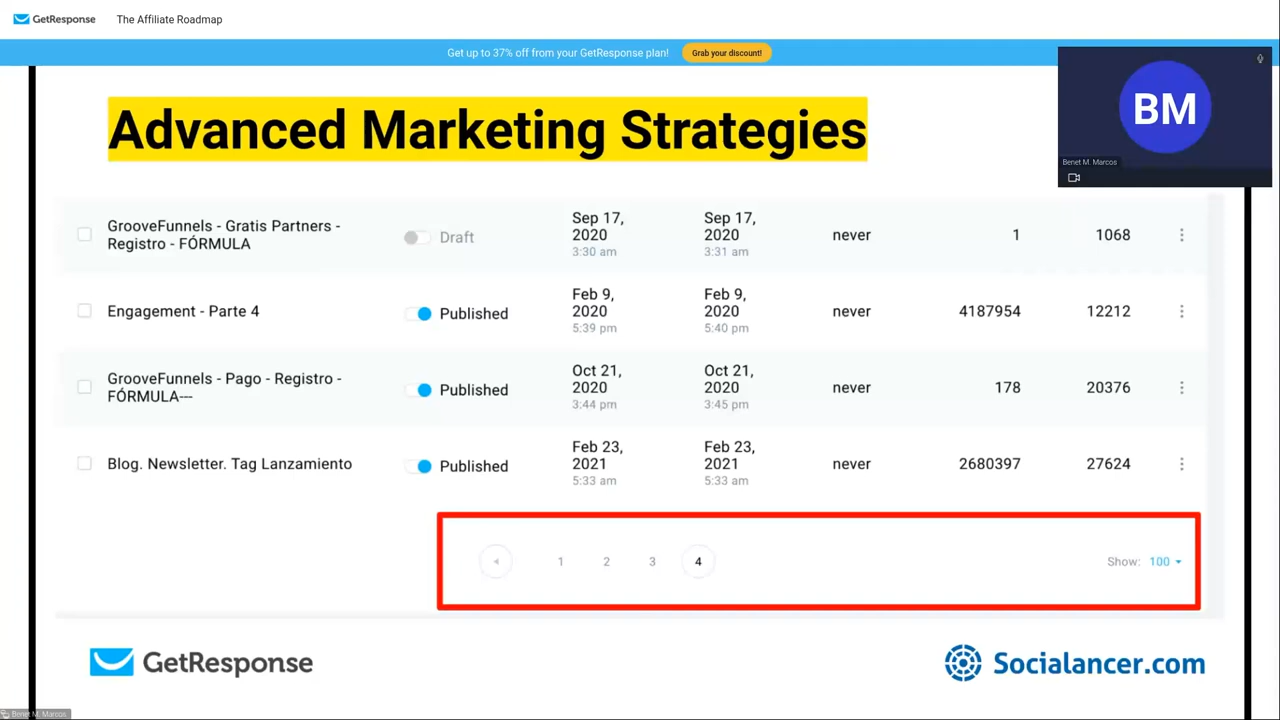 GetResponse The Affiliate Roadmap
Get up to 37% off from your GetResponse plan! Grab your discount!
BM
Benet M. Marcos
Advanced Marketing Strategies
GrooveFunnels - Gratis Partners -
Registro - FÓRMULA
Draft
Sep 17,
2020
3:30 am
Sep 17,
2020
3:31 am
never
1
1068
Engagement - Parte 4
Published
Feb 9,
2020
5:39 pm
Feb 9,
2020
5:40 pm
never
4187954
12212
GrooveFunnels - Pago - Registro -
FÓRMULA---
Published
Oct 21,
2020
3:44 pm
Oct 21,
2020
3:45 pm
never
178
20376
Blog. Newsletter. Tag Lanzamiento
Published
Feb 23,
2021
5:33 am
Feb 23,
2021
5:33 am
never
2680397
27624
1 2 3 4 Show: 100
GetResponse
Socialancer.com
Benet M. Marcos